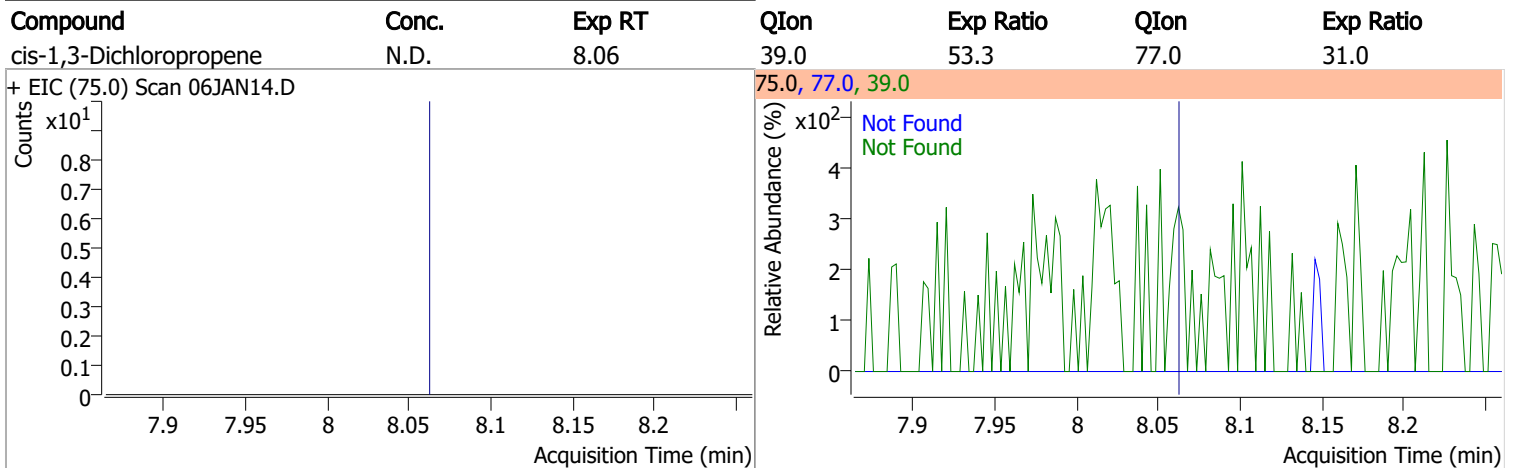 Compound Conc. Exp RT QIon Exp Ratio QIon Exp Ratio
cis-1,3-Dichloropropene N.D. 8.06 39.0 53.3 77.0 31.0
+ EIC (75.0) Scan 06JAN14.D
Counts
x10¹
0.8
0.7
0.6
0.5
0.4
0.3
0.2
0.1
0
7.9 7.95 8 8.05 8.1 8.15 8.2
Acquisition Time (min)
75.0, 77.0, 39.0
Relative Abundance (%)
x10²
Not Found
Not Found
4
3
2
1
0
7.9 7.95 8 8.05 8.1 8.15 8.2
Acquisition Time (min)